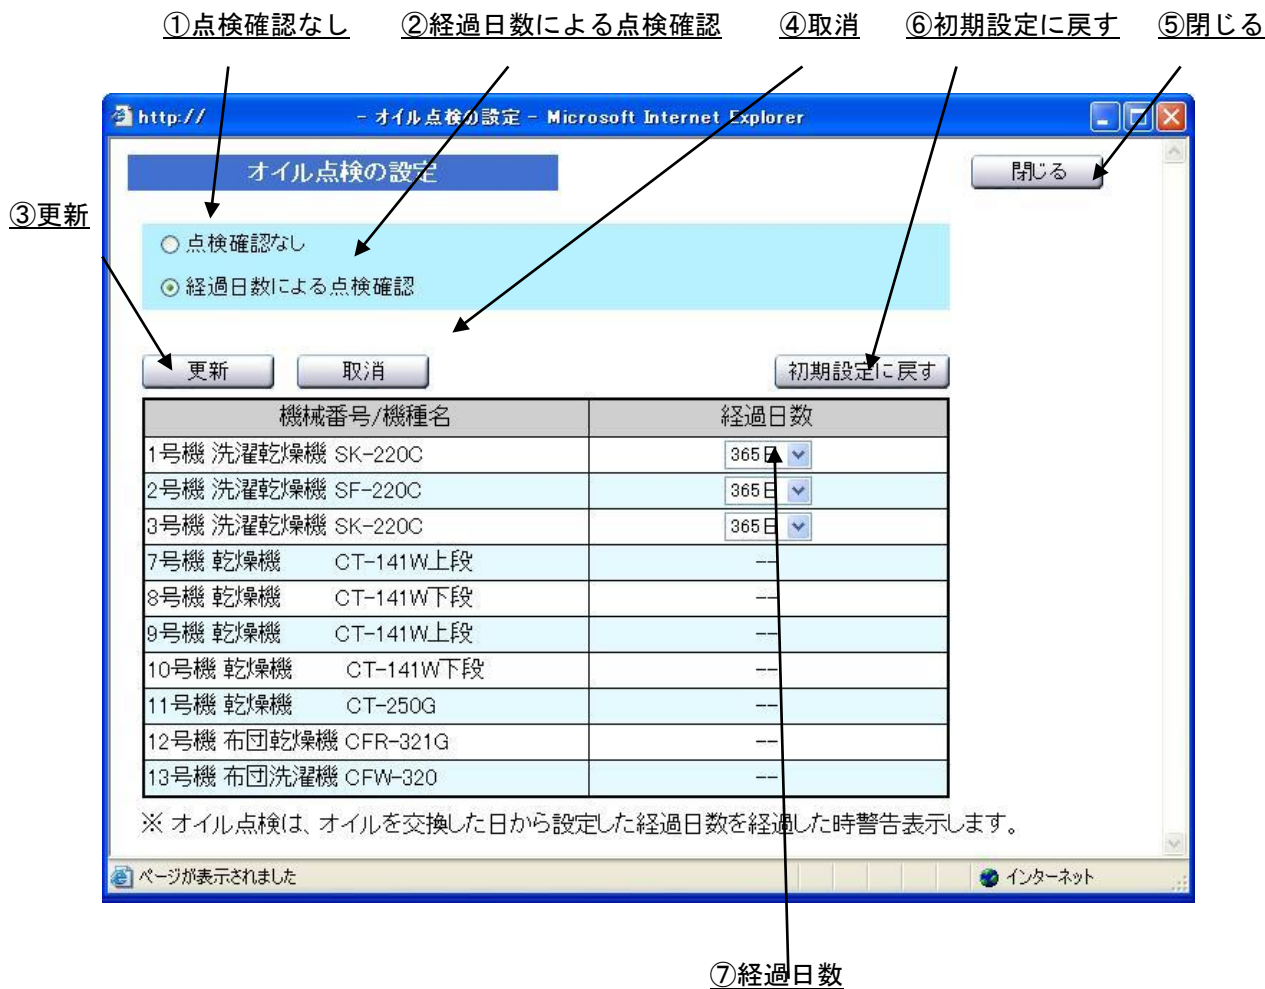 ①点検確認なし ②経過日数による点検確認 ④取消 ⑥初期設定に戻す ⑤閉じる
http:// - オイル点検の設定 - Microsoft Internet Explorer
オイル点検の設定 閉じる
③更新
点検確認なし
経過日数による点検確認
更新 取消 初期設定に戻す
機械番号/機種名 経過日数
1号機 洗濯乾燥機 SK-220C 365日
2号機 洗濯乾燥機 SF-220C 365日
3号機 洗濯乾燥機 SK-220C 365日
7号機 乾燥機 CT-141W上段 --
8号機 乾燥機 CT-141W下段 --
9号機 乾燥機 CT-141W上段 --
10号機 乾燥機 CT-141W下段 --
11号機 乾燥機 CT-250G --
12号機 布団乾燥機 CFR-321G --
13号機 布団洗濯機 CFW-320 --
※ オイル点検は、オイルを交換した日から設定した経過日数を経過した時警告表示します。
ページが表示されました インターネット
⑦経過日数